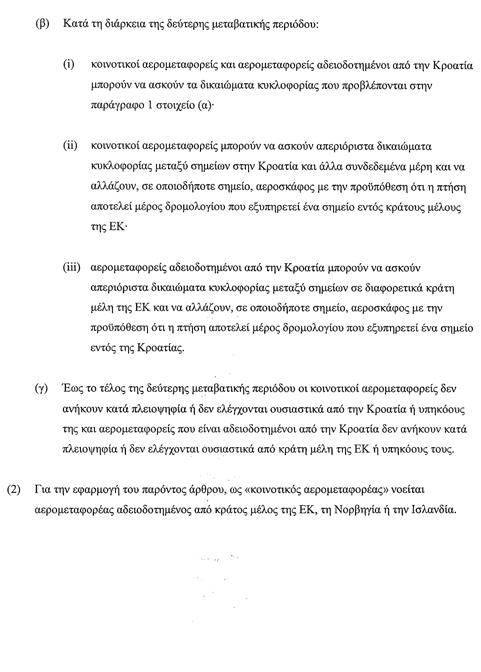 (β) Κατά τη διάρκεια της δεύτερης μεταβατικής περιόδου:
(i) κοινοτικοί αερομεταφορείς και αερομεταφορείς αδειοδοτημένοι από την Κροατία
μπορούν να ασκούν τα δικαιώματα κυκλοφορίας που προβλέπονται στην
παράγραφο 1 στοιχείο (α)·
(ii) κοινοτικοί αερομεταφορείς μπορούν να ασκούν απεριόριστα δικαιώματα
κυκλοφορίας μεταξύ σημείων στην Κροατία και άλλα συνδεδεμένα μέρη και να
αλλάζουν, σε οποιοδήποτε σημείο, αεροσκάφος με την προϋπόθεση ότι η πτήση
αποτελεί μέρος δρομολογίου που εξυπηρετεί ένα σημείο εντός κράτους μέλους
της ΕΚ·
(iii) αερομεταφορείς αδειοδοτημένοι από την Κροατία μπορούν να ασκούν
απεριόριστα δικαιώματα κυκλοφορίας μεταξύ σημείων σε διαφορετικά κράτη
μέλη της ΕΚ και να αλλάζουν, σε οποιοδήποτε σημείο, αεροσκάφος με την
προϋπόθεση ότι η πτήση αποτελεί μέρος δρομολογίου που εξυπηρετεί ένα σημείο
εντός της Κροατίας.
(γ) Έως το τέλος της δεύτερης μεταβατικής περιόδου οι κοινοτικοί αερομεταφορείς δεν
ανήκουν κατά πλειοψηφία ή δεν ελέγχονται ουσιαστικά από την Κροατία ή υπηκόους
της και αερομεταφορείς που είναι αδειοδοτημένοι από την Κροατία δεν ανήκουν κατά
πλειοψηφία ή δεν ελέγχονται ουσιαστικά από κράτη μέλη της ΕΚ ή υπηκόους τους.
(2) Για την εφαρμογή του παρόντος άρθρου, ως «κοινοτικός αερομεταφορέας» νοείται
αερομεταφορέας αδειοδοτημένος από κράτος μέλος της ΕΚ, τη Νορβηγία ή την Ισλανδία.